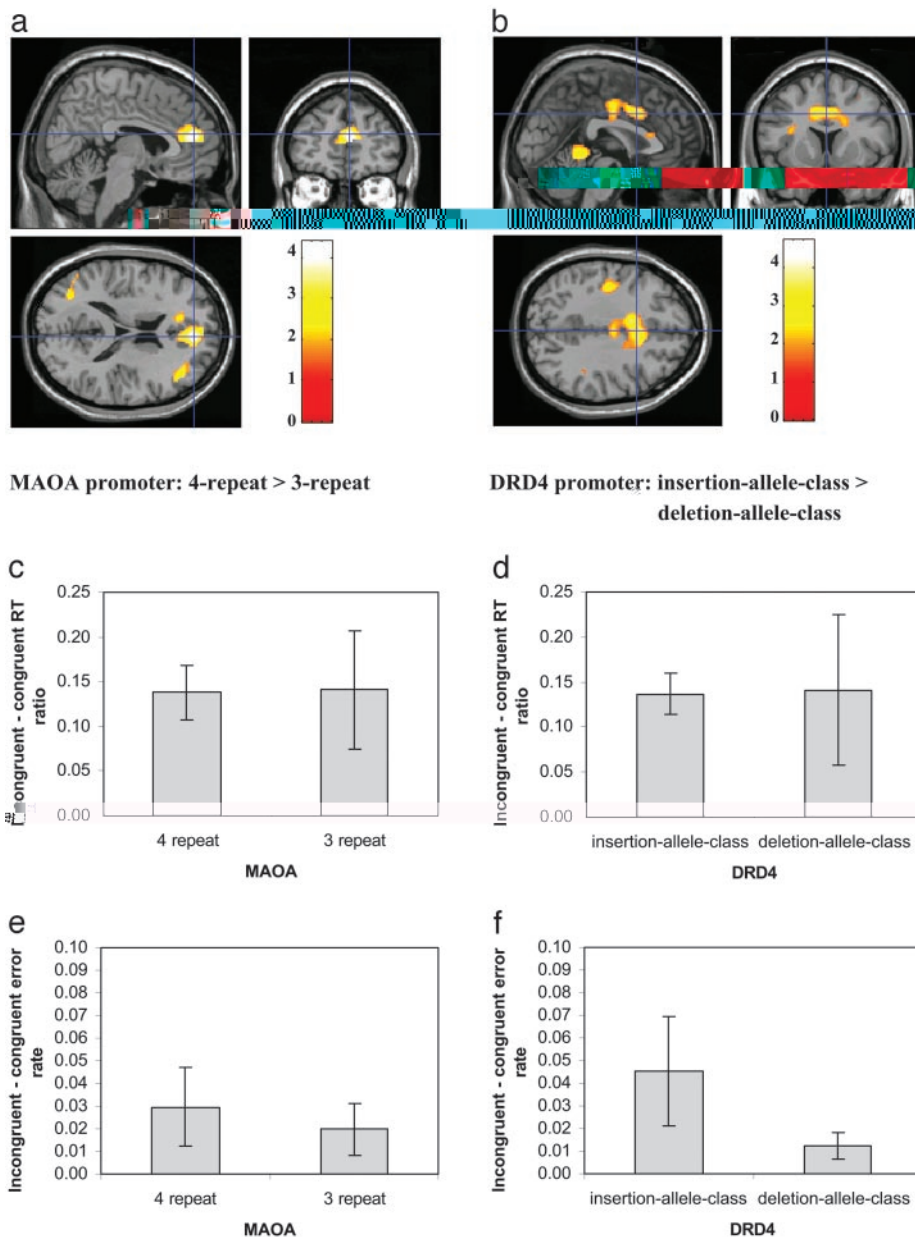 a
b
4
3
2
1
0
4
3
2
1
0
MAOA promoter: 4-repeat > 3-repeat
DRD4 promoter: insertion-allele-class >
deletion-allele-class
c
d
0.25
0.20
0.15
0.10
0.05
0.00
congruent - congruent RT
ratio
4 repeat
3 repeat
MAOA
0.25
0.20
0.15
0.10
0.05
0.00
Incongruent - congruent RT
ratio
insertion-allele-class
deletion-allele-class
DRD4
e
f
0.10
0.09
0.08
0.07
0.06
0.05
0.04
0.03
0.02
0.01
0.00
Incongruent - congruent error
rate
4 repeat
3 repeat
MAOA
0.10
0.09
0.08
0.07
0.06
0.05
0.04
0.03
0.02
0.01
0.00
Incongruent - congruent error
rate
insertion-allele-class
deletion-allele-class
DRD4